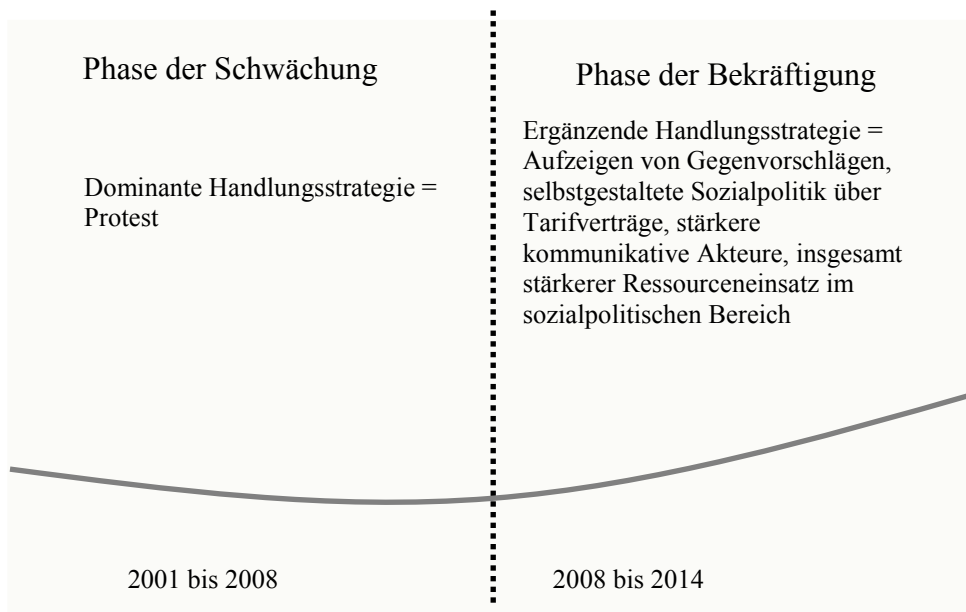 Phase der Schwächung
Dominante Handlungsstrategie =
Protest
2001 bis 2008
Phase der Bekräftigung
Ergänzende Handlungsstrategie =
Aufzeigen von Gegenvorschlägen,
selbstgestaltete Sozialpolitik über
Tarifverträge, stärkere
kommunikative Akteure, insgesamt
stärkerer Ressourceneinsatz im
sozialpolitischen Bereich
2008 bis 2014